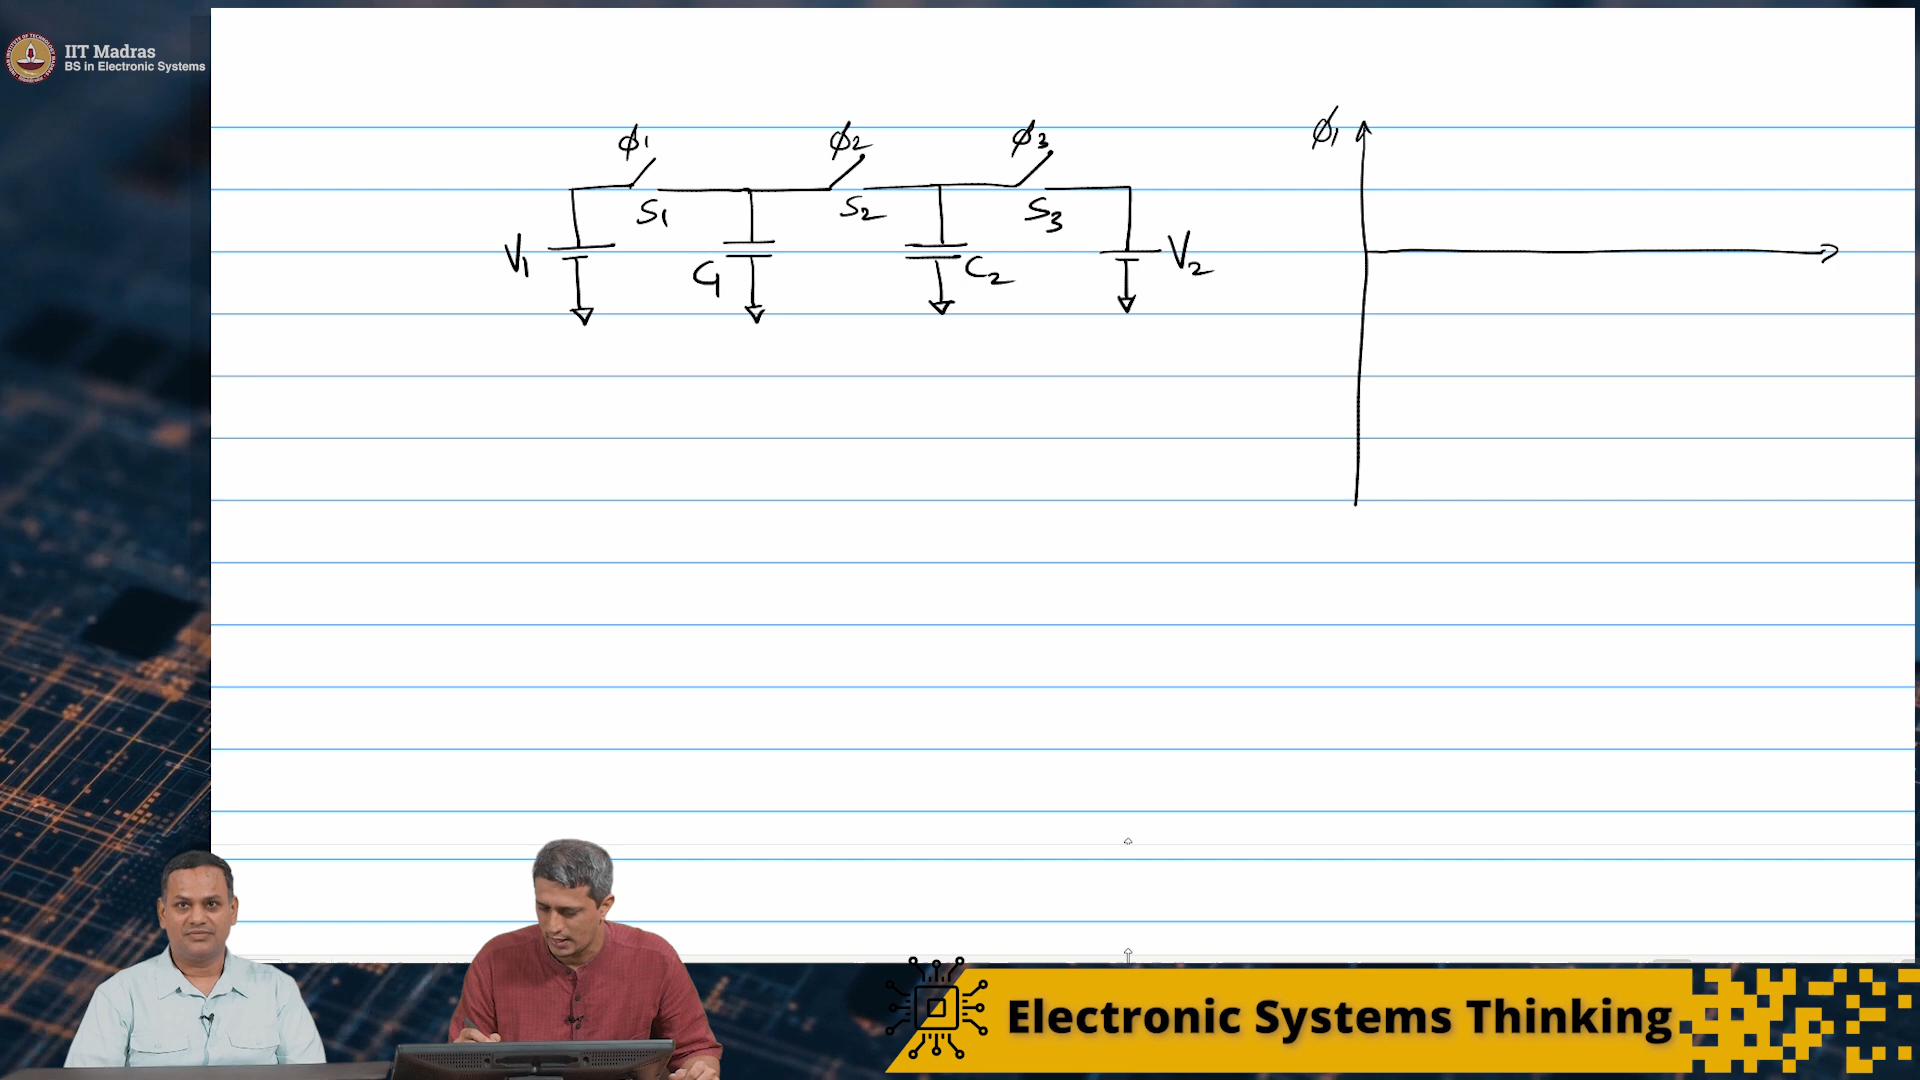 IIT Madras
BS in Electronic Systems
ϕ1 ϕ2 ϕ3 ϕ1
S1 S2 S3
V1 C1 C2 V2
Electronic Systems Thinking